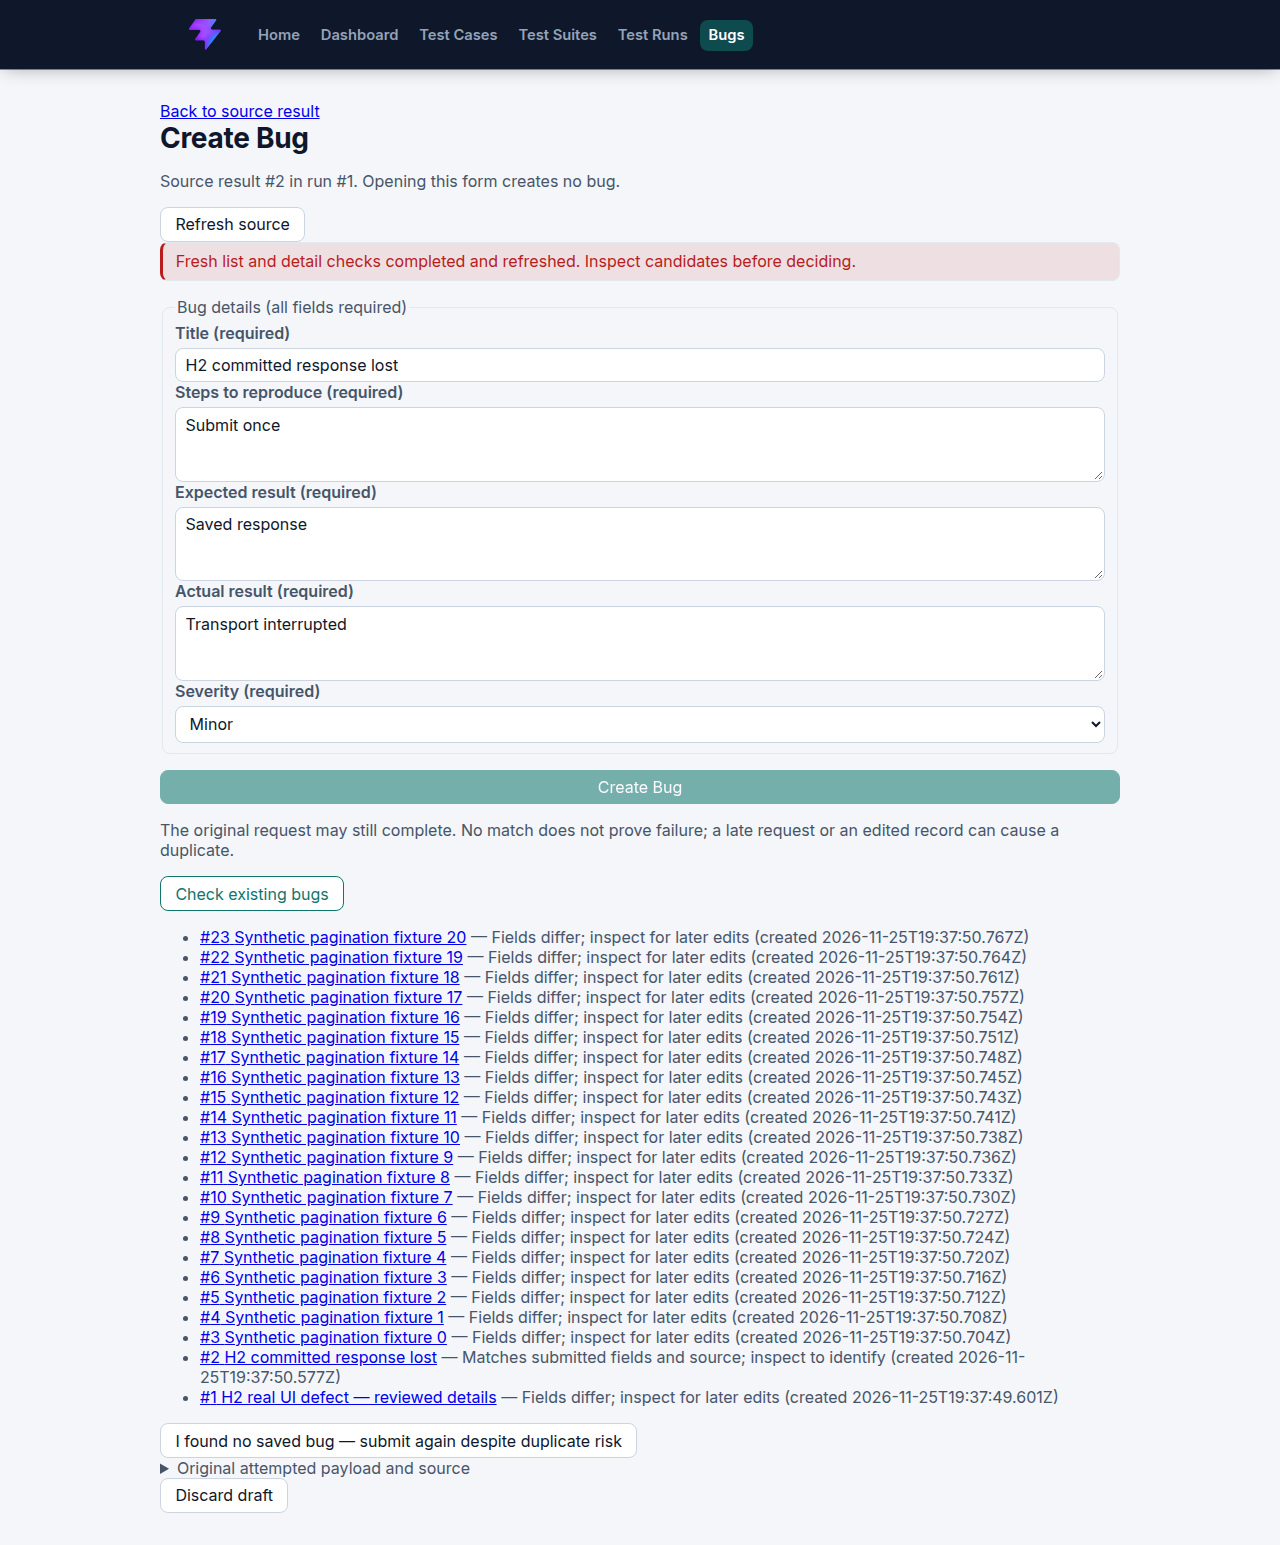 Home Dashboard Test Cases Test Suites Test Runs Bugs
Back to source result
Create Bug
Source result #2 in run #1. Opening this form creates no bug.
Refresh source
Fresh list and detail checks completed and refreshed. Inspect candidates before deciding.
Bug details (all fields required)
Title (required)
H2 committed response lost
Steps to reproduce (required)
Submit once
Expected result (required)
Saved response
Actual result (required)
Transport interrupted
Severity (required)
Minor
Create Bug
The original request may still complete. No match does not prove failure; a late request or an edited record can cause a
duplicate.
Check existing bugs
• #23 Synthetic pagination fixture 20 — Fields differ; inspect for later edits (created 2026-11-25T19:37:50.767Z)
• #22 Synthetic pagination fixture 19 — Fields differ; inspect for later edits (created 2026-11-25T19:37:50.764Z)
• #21 Synthetic pagination fixture 18 — Fields differ; inspect for later edits (created 2026-11-25T19:37:50.761Z)
• #20 Synthetic pagination fixture 17 — Fields differ; inspect for later edits (created 2026-11-25T19:37:50.757Z)
• #19 Synthetic pagination fixture 16 — Fields differ; inspect for later edits (created 2026-11-25T19:37:50.754Z)
• #18 Synthetic pagination fixture 15 — Fields differ; inspect for later edits (created 2026-11-25T19:37:50.751Z)
• #17 Synthetic pagination fixture 14 — Fields differ; inspect for later edits (created 2026-11-25T19:37:50.748Z)
• #16 Synthetic pagination fixture 13 — Fields differ; inspect for later edits (created 2026-11-25T19:37:50.745Z)
• #15 Synthetic pagination fixture 12 — Fields differ; inspect for later edits (created 2026-11-25T19:37:50.743Z)
• #14 Synthetic pagination fixture 11 — Fields differ; inspect for later edits (created 2026-11-25T19:37:50.741Z)
• #13 Synthetic pagination fixture 10 — Fields differ; inspect for later edits (created 2026-11-25T19:37:50.738Z)
• #12 Synthetic pagination fixture 9 — Fields differ; inspect for later edits (created 2026-11-25T19:37:50.736Z)
• #11 Synthetic pagination fixture 8 — Fields differ; inspect for later edits (created 2026-11-25T19:37:50.733Z)
• #10 Synthetic pagination fixture 7 — Fields differ; inspect for later edits (created 2026-11-25T19:37:50.730Z)
• #9 Synthetic pagination fixture 6 — Fields differ; inspect for later edits (created 2026-11-25T19:37:50.727Z)
• #8 Synthetic pagination fixture 5 — Fields differ; inspect for later edits (created 2026-11-25T19:37:50.724Z)
• #7 Synthetic pagination fixture 4 — Fields differ; inspect for later edits (created 2026-11-25T19:37:50.720Z)
• #6 Synthetic pagination fixture 3 — Fields differ; inspect for later edits (created 2026-11-25T19:37:50.716Z)
• #5 Synthetic pagination fixture 2 — Fields differ; inspect for later edits (created 2026-11-25T19:37:50.712Z)
• #4 Synthetic pagination fixture 1 — Fields differ; inspect for later edits (created 2026-11-25T19:37:50.708Z)
• #3 Synthetic pagination fixture 0 — Fields differ; inspect for later edits (created 2026-11-25T19:37:50.704Z)
• #2 H2 committed response lost — Matches submitted fields and source; inspect to identify (created 2026-11-
25T19:37:50.577Z)
• #1 H2 real UI defect — reviewed details — Fields differ; inspect for later edits (created 2026-11-25T19:37:49.601Z)
I found no saved bug — submit again despite duplicate risk
Original attempted payload and source
Discard draft